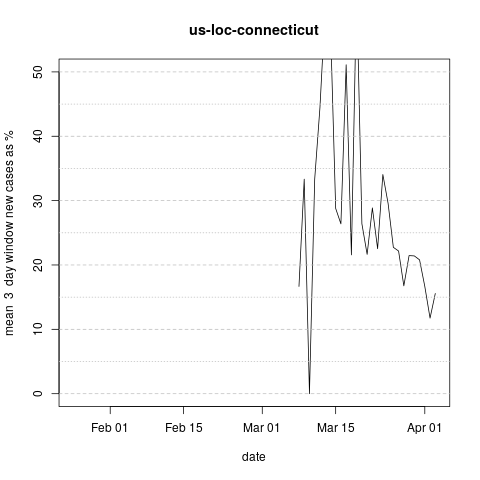 us-loc-connecticut
mean 3 day window new cases as %
50
40
30
20
10
0
Feb 01 Feb 15 Mar 01 Mar 15 Apr 01
date